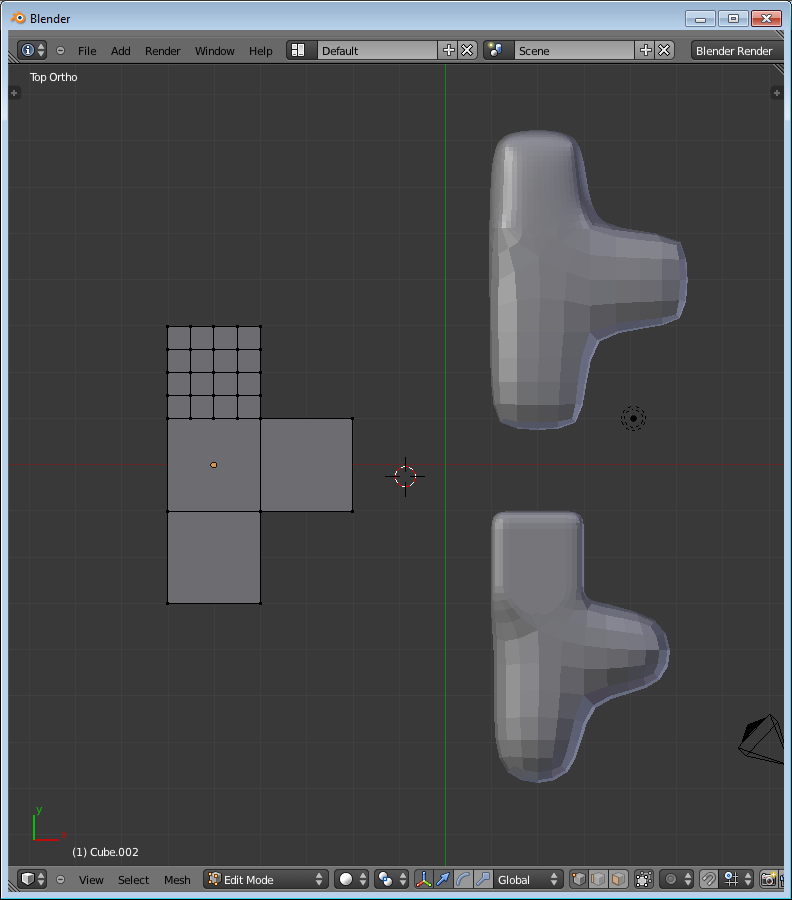 Blender
File Add Render Window Help Default Scene Blender Render
Top Ortho
y
x
(1) Cube.002
View Select Mesh Edit Mode Global